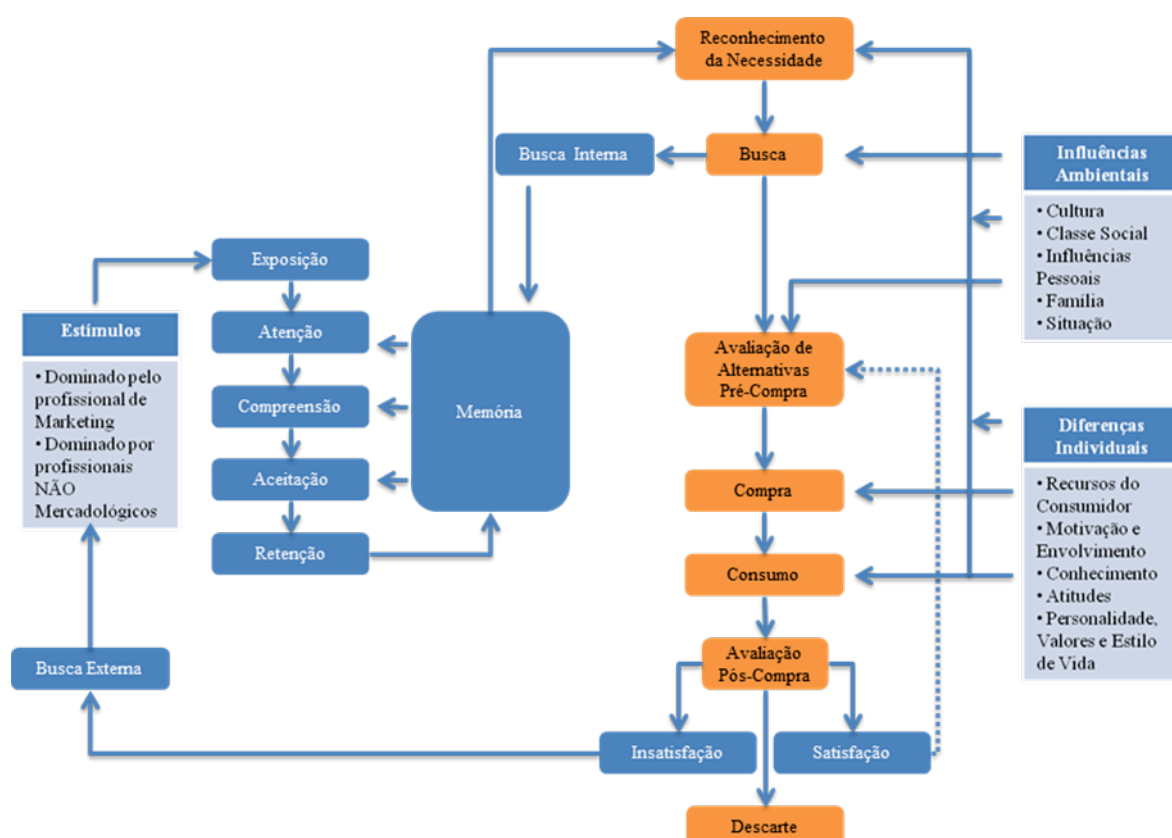 Reconhecimento
da Necessidade
Busca Interna
Busca
Influências
Ambientais
• Cultura
• Classe Social
• Influências
Pessoais
• Família
• Situação
Exposição
Estímulos
• Dominado pelo
profissional de
Marketing
• Dominado por
profissionais
NÃO
Mercadológicos
Atenção
Compreensão
Aceitação
Retenção
Memória
Avaliação de
Alternativas
Pré-Compra
Compra
Consumo
Diferenças
Individuais
• Recursos do
Consumidor
• Motivação e
Envolvimento
• Conhecimento
• Atitudes
• Personalidade,
Valores e Estilo
de Vida
Busca Externa
Avaliação
Pós-Compra
Insatisfação
Satisfação
Descarte